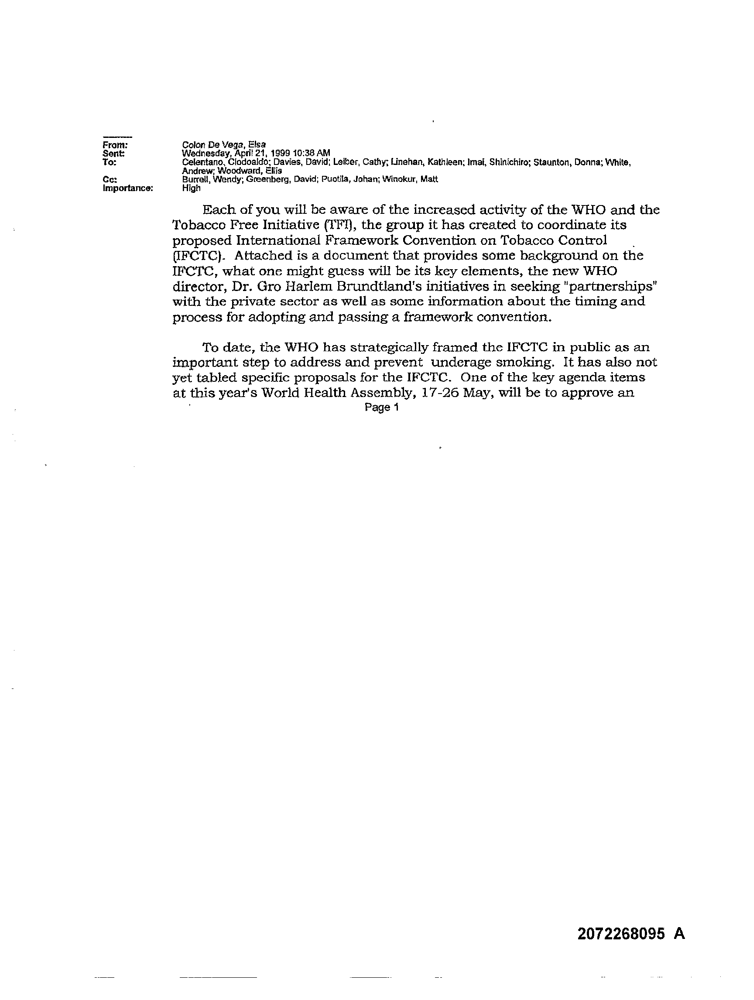 From: Colon De Vega, Elsa
Sent: Wednesday, April 21, 1999 10:38 AM
To: Celentano, Clodoaldo; Davies, David; Leiber, Cathy; Linehan, Kathleen; Imai, Shinichiro; Staunton, Donna; White,
Andrew; Woodward, Ellis
Cc: Burrell, Wendy; Greenberg, David; Puotila, Johan; Winokur, Matt
Importance: High
Each of you will be aware of the increased activity of the WHO and the
Tobacco Free Initiative (TFI), the group it has created to coordinate its
proposed International Framework Convention on Tobacco Control
(IFCTC). Attached is a document that provides some background on the
IFCTC, what one might guess will be its key elements, the new WHO
director, Dr. Gro Harlem Brundtland's initiatives in seeking "partnerships"
with the private sector as well as some information about the timing and
process for adopting and passing a framework convention.
To date, the WHO has strategically framed the IFCTC in public as an
important step to address and prevent underage smoking. It has also not
yet tabled specific proposals for the IFCTC. One of the key agenda items
at this year's World Health Assembly, 17-26 May, will be to approve an
Page 1
2072268095 A